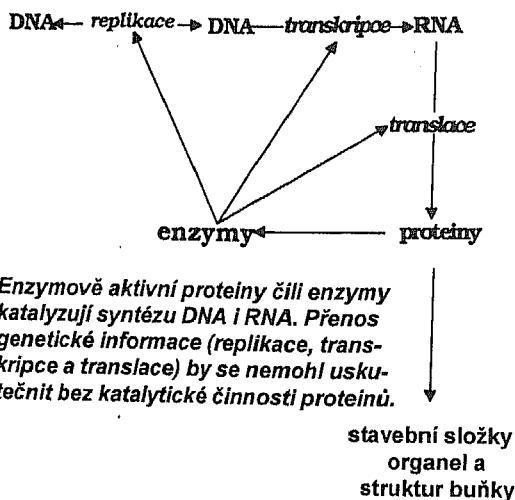 DNA replikace DNA transkripce RNA
translace
enzymy proteiny
Enzymově aktivní proteiny čili enzymy
katalyzují syntézu DNA i RNA. Přenos
genetické informace (replikace, trans-
kripce a translace) by se nemohl usku-
tečnit bez katalytické činnosti proteinů.
stavební složky
organel a
struktur buňky